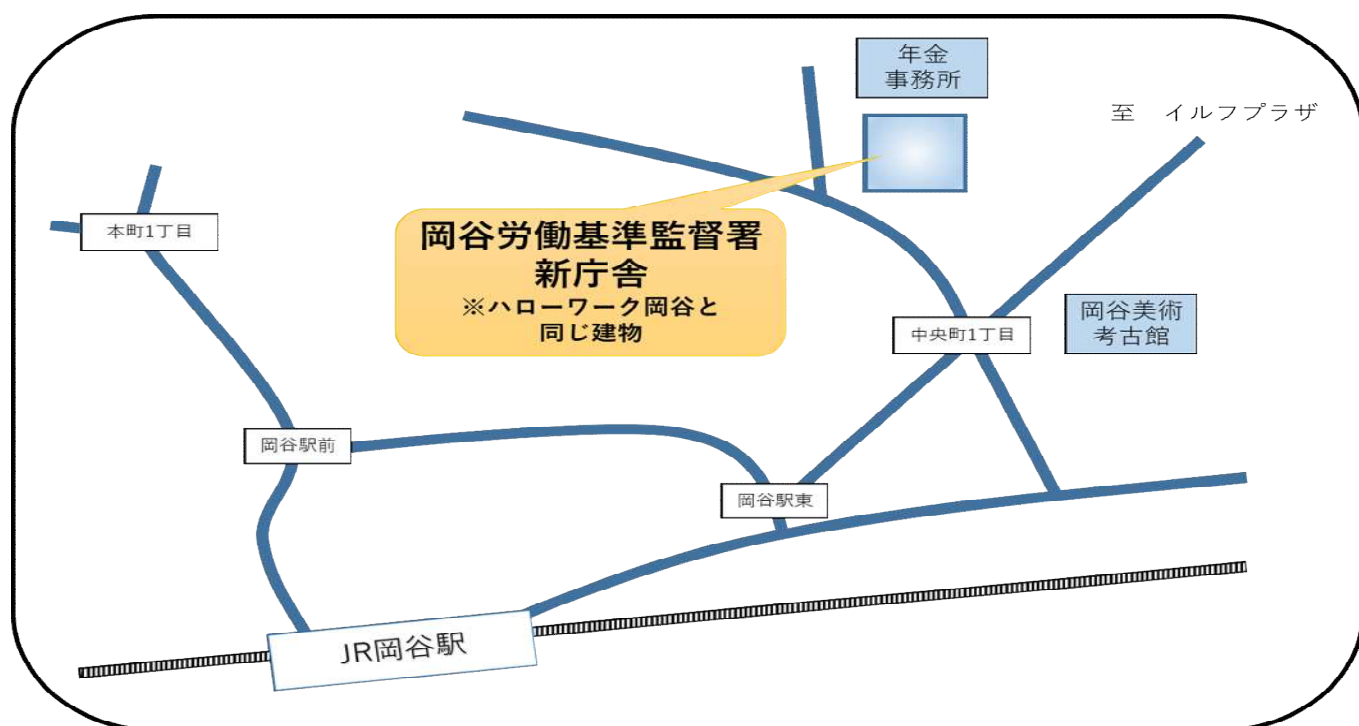 年金
事務所
至 イルフプラザ
本町1丁目
岡谷労働基準監督署
新庁舎
※ハローワーク岡谷と
同じ建物
中央町1丁目
岡谷美術
考古館
岡谷駅前
岡谷駅東
JR岡谷駅